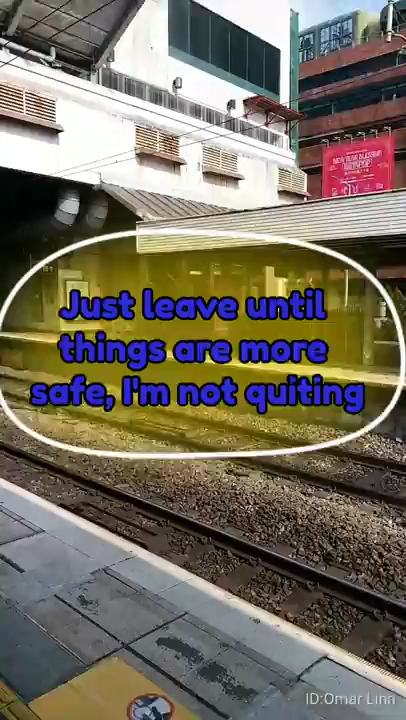 Just leave until
things are more
safe, I'm not quiting
ID:Omar Linn